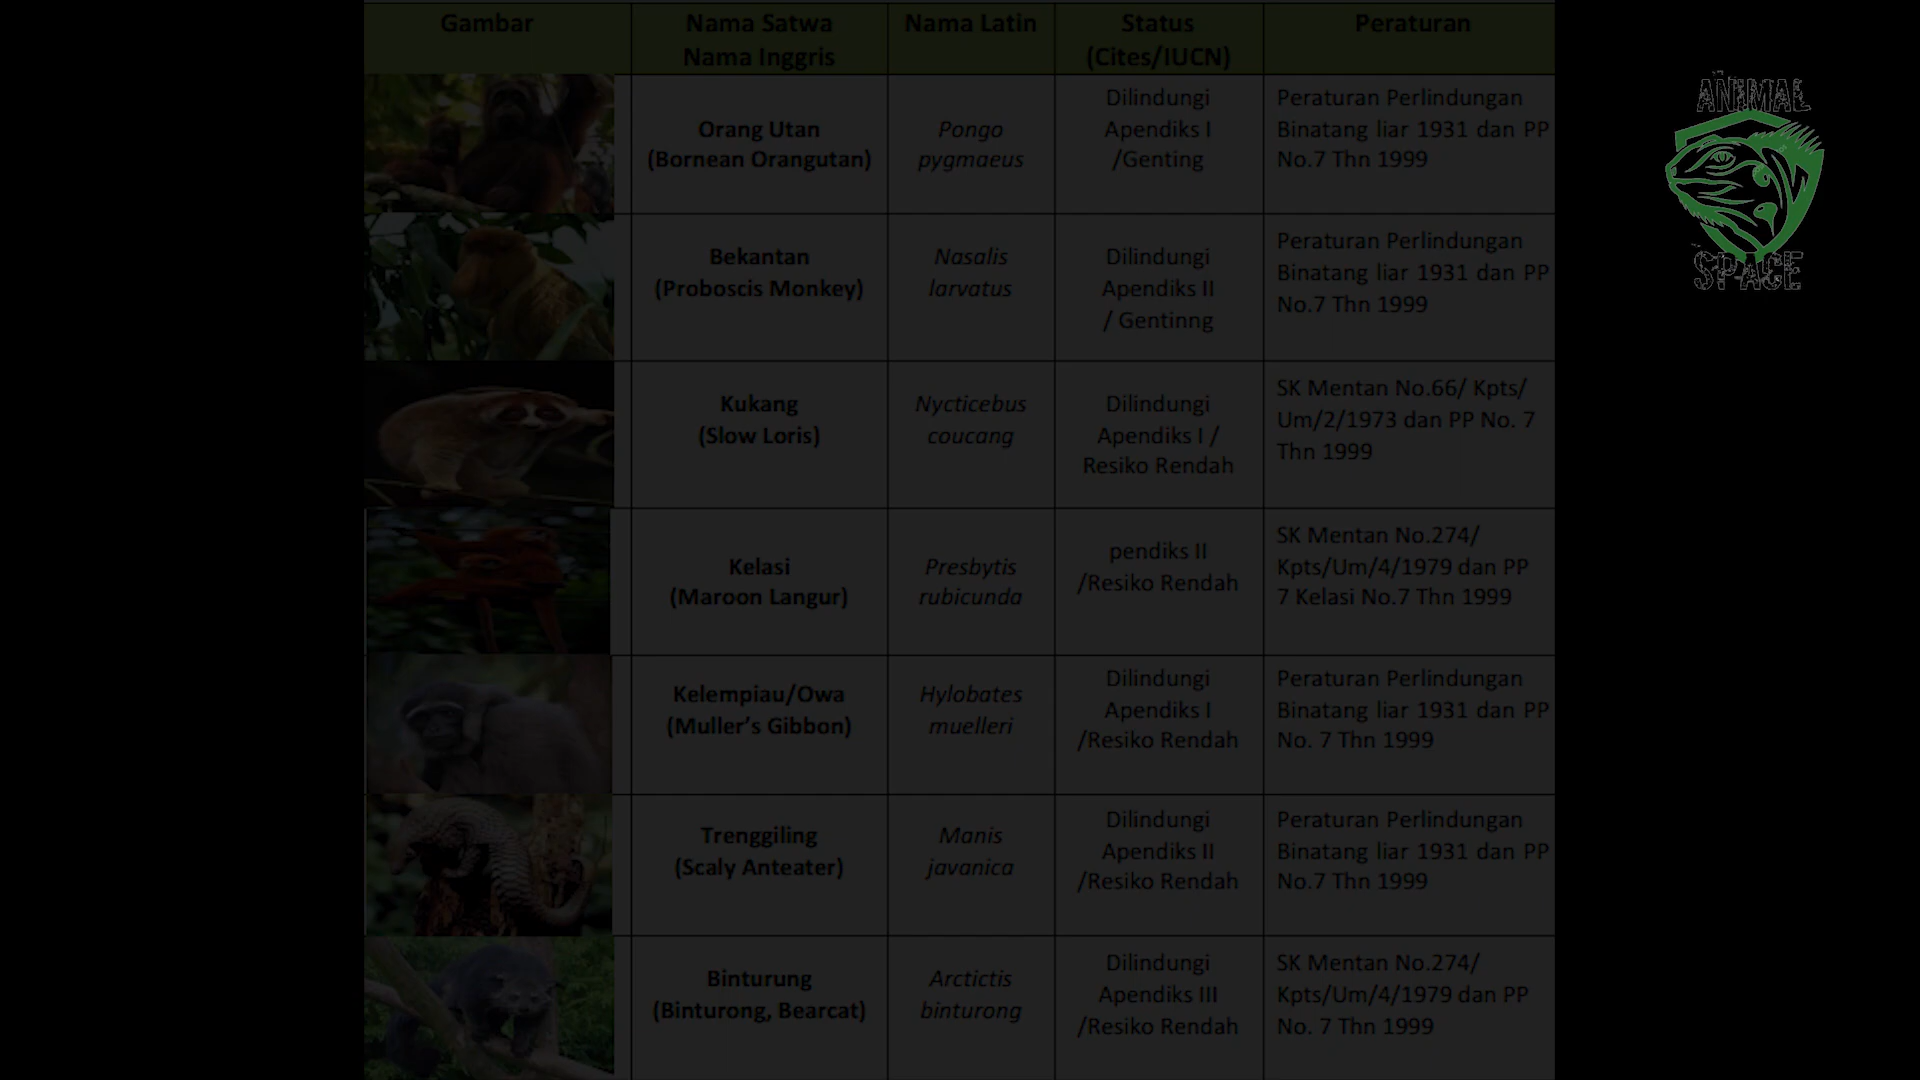 Gambar
Nama Satwa
Nama Inggris
Nama Latin
Status
(Cites/IUCN)
Peraturan
Orang Utan
(Bornean Orangutan)
Pongo
pygmaeus
Dilindungi
Apendiks I
/Genting
Peraturan Perlindungan
Binatang liar 1931 dan PP
No.7 Thn 1999
Bekantan
(Proboscis Monkey)
Nasalis
larvatus
Dilindungi
Apendiks II
/ Gentinng
Peraturan Perlindungan
Binatang liar 1931 dan PP
No.7 Thn 1999
Kukang
(Slow Loris)
Nycticebus
coucang
Dilindungi
Apendiks I /
Resiko Rendah
SK Mentan No.66/ Kpts/
Um/2/1973 dan PP No. 7
Thn 1999
Kelasi
(Maroon Langur)
Presbytis
rubicunda
pendiks II
/Resiko Rendah
SK Mentan No.274/
Kpts/Um/4/1979 dan PP
7 Kelasi No.7 Thn 1999
Kelempiau/Owa
(Muller’s Gibbon)
Hylobates
muelleri
Dilindungi
Apendiks I
/Resiko Rendah
Peraturan Perlindungan
Binatang liar 1931 dan PP
No. 7 Thn 1999
Trenggiling
(Scaly Anteater)
Manis
javanica
Dilindungi
Apendiks II
/Resiko Rendah
Peraturan Perlindungan
Binatang liar 1931 dan PP
No.7 Thn 1999
Binturung
(Binturong, Bearcat)
Arctictis
binturong
Dilindungi
Apendiks III
/Resiko Rendah
SK Mentan No.274/
Kpts/Um/4/1979 dan PP
No. 7 Thn 1999
ANIMAL
SPACE